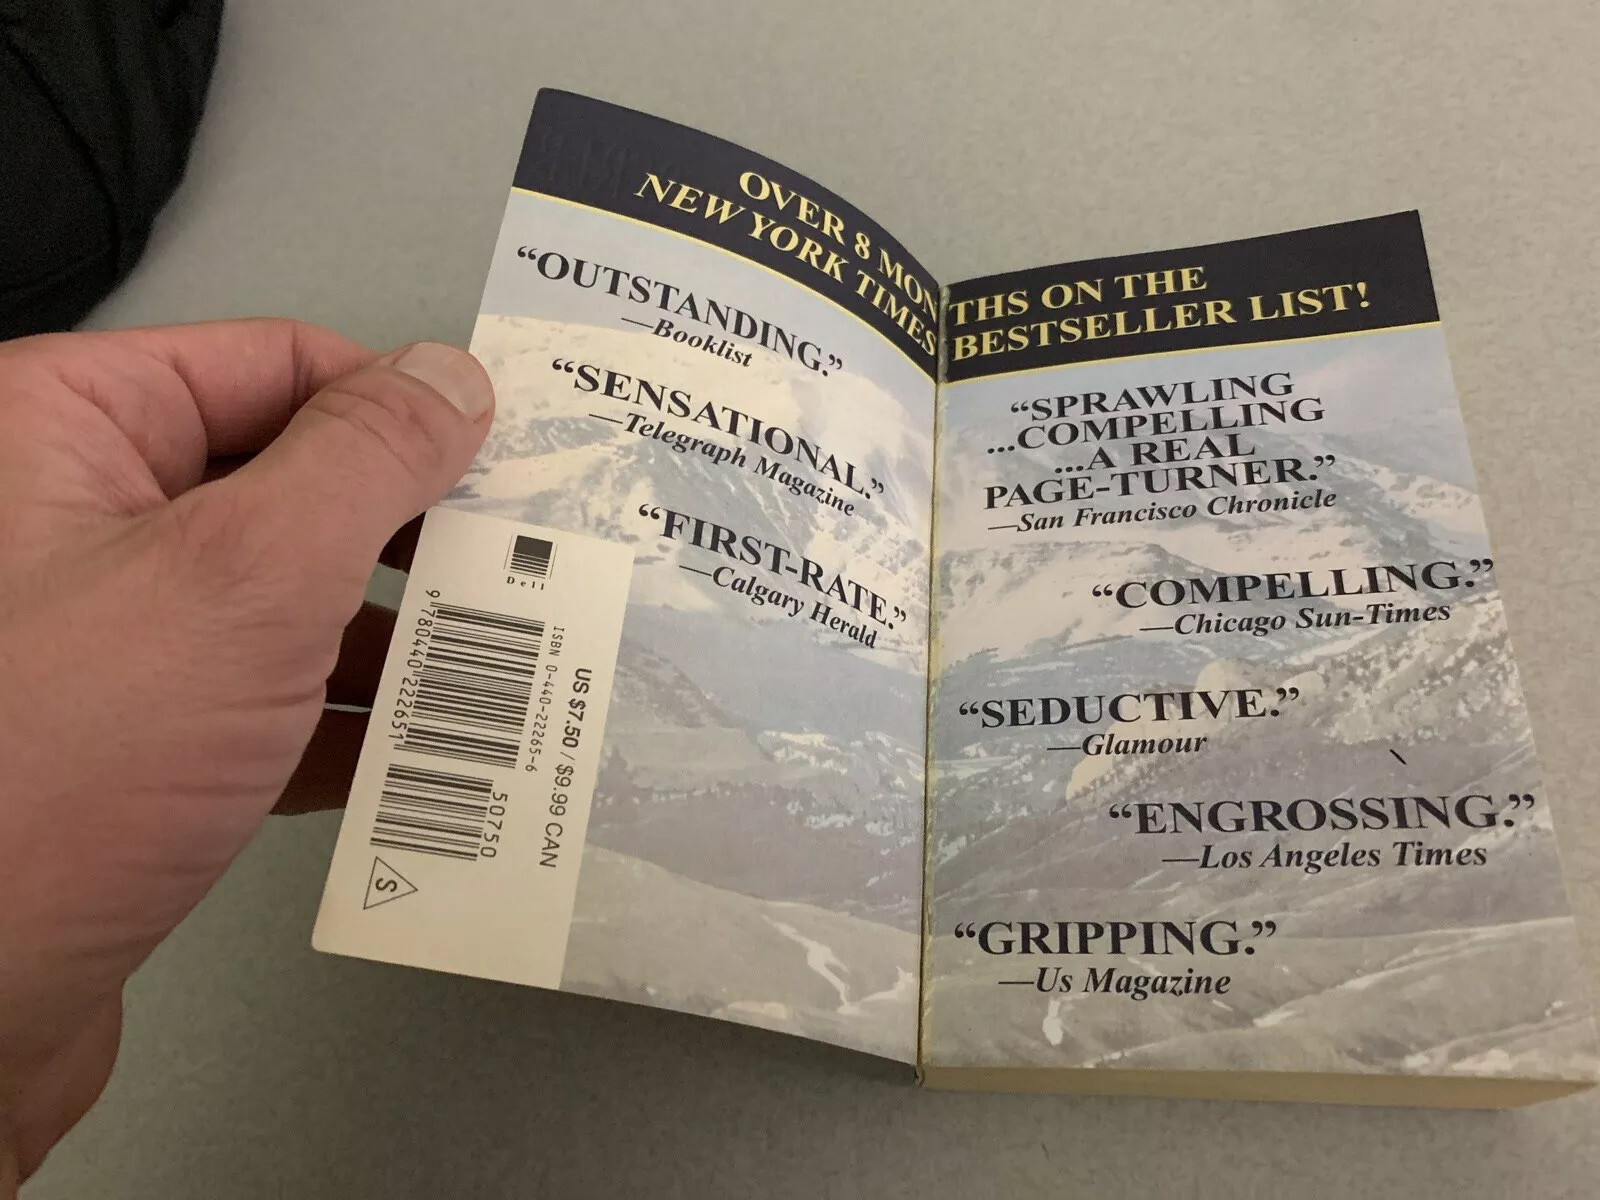 OVER 8 MONTHS ON THE
NEW YORK TIMES BESTSELLER LIST!
“OUTSTANDING.”
—Booklist
“SENSATIONAL.”
—Telegraph Magazine
“FIRST-RATE.”
—Calgary Herald
Dell
9 780440 222651
ISBN 0-440-22265-6
50750
US $7.50 / $9.99 CAN
S
“SPRAWLING
...COMPELLING
...A REAL
PAGE-TURNER.”
—San Francisco Chronicle
“COMPELLING.”
—Chicago Sun-Times
“SEDUCTIVE.”
—Glamour
“ENGROSSING.”
—Los Angeles Times
“GRIPPING.”
—Us Magazine